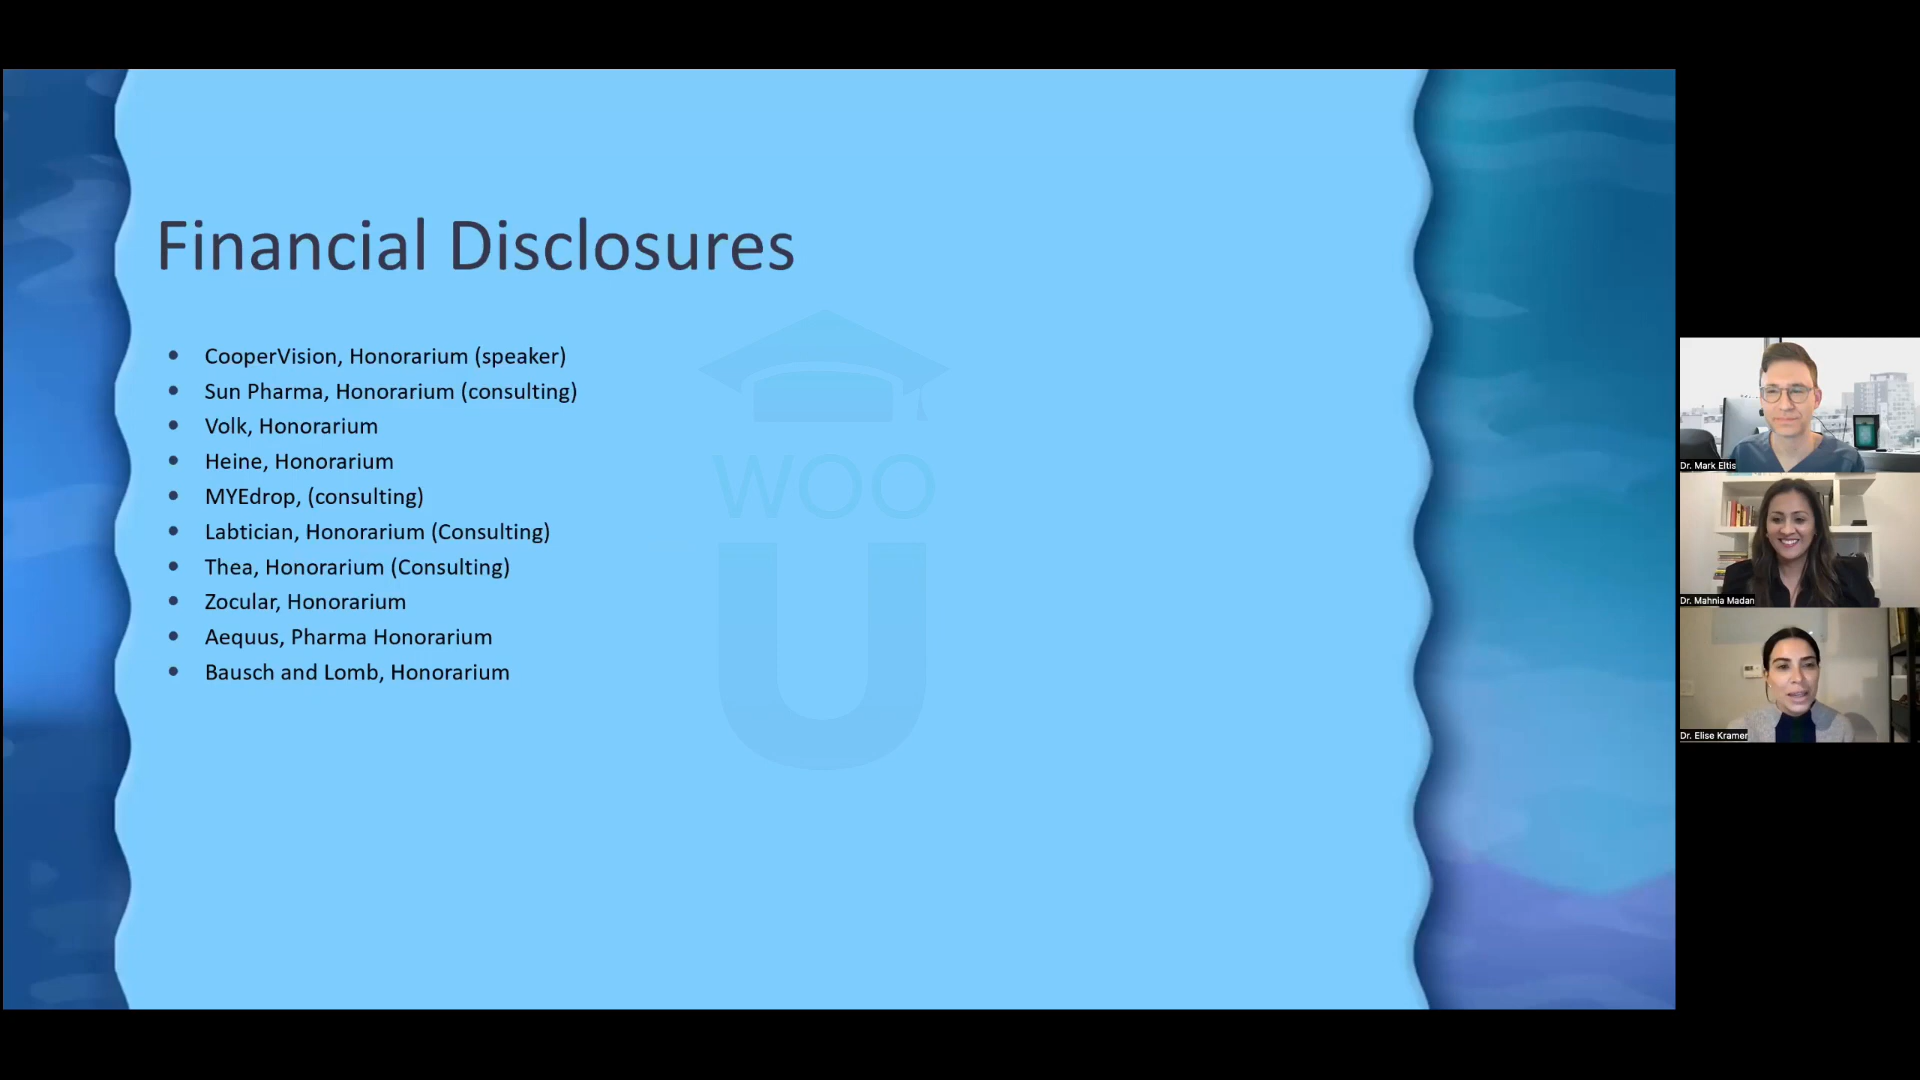 Financial Disclosures
CooperVision, Honorarium (speaker)
Sun Pharma, Honorarium (consulting)
Volk, Honorarium
Heine, Honorarium
MYEdrop, (consulting)
Labtician, Honorarium (Consulting)
Thea, Honorarium (Consulting)
Zocular, Honorarium
Aequus, Pharma Honorarium
Bausch and Lomb, Honorarium
WOO
U
Dr. Mark Eltis
Dr. Mahnia Madan
Dr. Elise Kramer